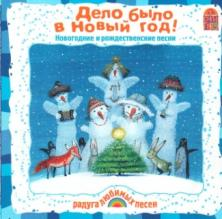 Дело было
в Новый год!
Новогодние и рождественские песни
радуга любимых песен